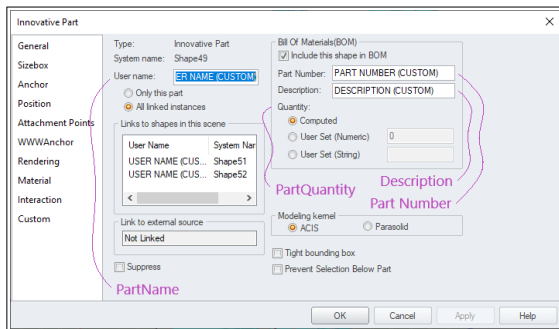 Innovative Part
General
Sizebox
Anchor
Position
Attachment Points
WWWAnchor
Rendering
Material
Interaction
Custom
Type: Innovative Part
System name: Shape49
User name: ER NAME (CUSTOM)
Only this part
All linked instances
Links to shapes in this scene
User Name System Nar
USER NAME (CUS... Shape51
USER NAME (CUS... Shape52
Link to external source
Not Linked
Suppress
PartName
Bill Of Materials(BOM)
Include this shape in BOM
Part Number: PART NUMBER (CUSTOM)
Description: DESCRIPTION (CUSTOM)
Quantity:
Computed
User Set (Numeric) 0
User Set (String)
PartQuantity
Description
Part Number
Modeling kernel
ACIS Parasolid
Tight bounding box
Prevent Selection Below Part
OK Cancel Apply Help